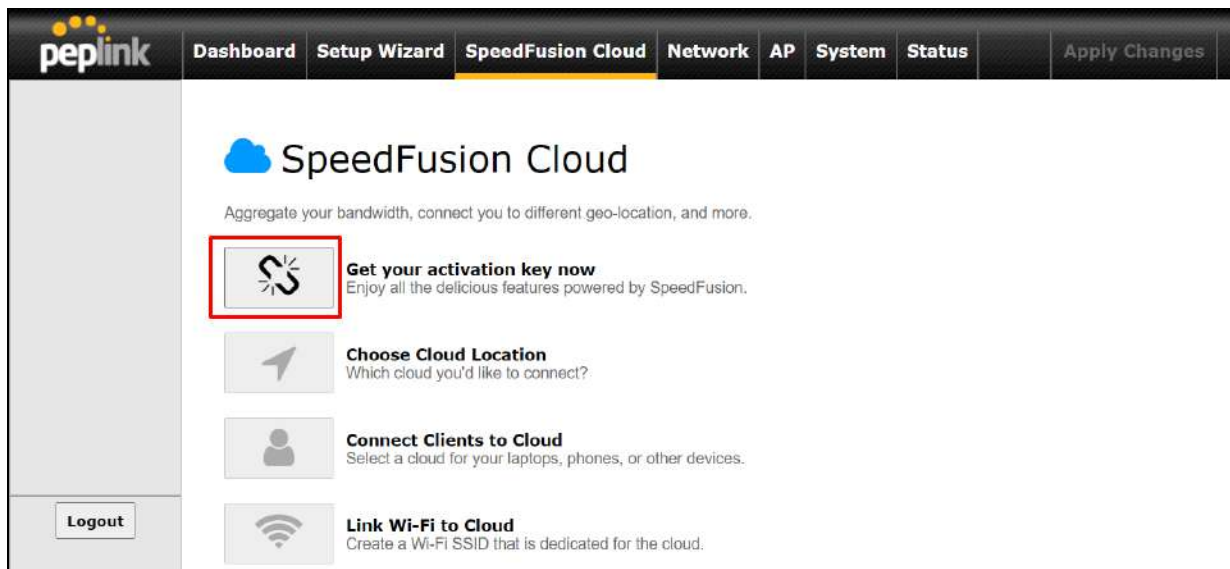 peplink
Dashboard Setup Wizard SpeedFusion Cloud Network AP System Status Apply Changes
SpeedFusion Cloud
Aggregate your bandwidth, connect you to different geo-location, and more.
Get your activation key now
Enjoy all the delicious features powered by SpeedFusion.
Choose Cloud Location
Which cloud you'd like to connect?
Connect Clients to Cloud
Select a cloud for your laptops, phones, or other devices.
Logout
Link Wi-Fi to Cloud
Create a Wi-Fi SSID that is dedicated for the cloud.